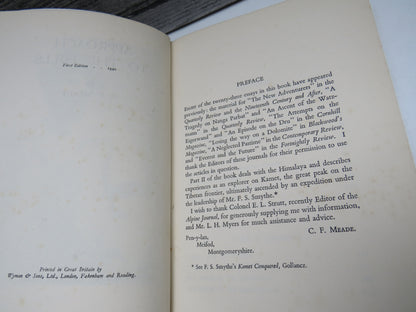 First Edition . . 1940
Printed in Great Britain by
Wyman & Sons, Ltd., London, Fakenham and Reading.
PREFACE
EIGHT of the twenty-three essays in this book have appeared
previously: the material for "The New Adventurers" in the
Quarterly Review and the Nineteenth Century and After, "A
Tragedy on Nanga Parbat" and "An Ascent of the Warn-
mann" in the Quarterly Review, "The Attempts on the
Eigerwand" and "An Episode on the Dru" in the Cornhill
Magazine, "Losing the way on a Dolomite" in Blackwood's
Magazine, "A Neglected Pastime" in the Contemporary Review,
and "Everest and the Future" in the Fortnightly Review. I
thank the Editors of these journals for their permission to use
the articles in question.
Part II of the book deals with the Himalaya and describes
experiences as an explorer on Kamet, the great peak on the
Tibetan frontier, ultimately ascended by an expedition under
the leadership of Mr. F. S. Smythe.*
I wish to thank Colonel E. L. Strutt, recently Editor of the
Alpine Journal, for generously supplying me with information,
and Mr. L. H. Myers for much assistance and advice.
C. F. MEADE.
Pen-y-lan,
Meifod,
Montgomeryshire.
* See F. S. Smythe's Kamet Conquered, Gollancz.